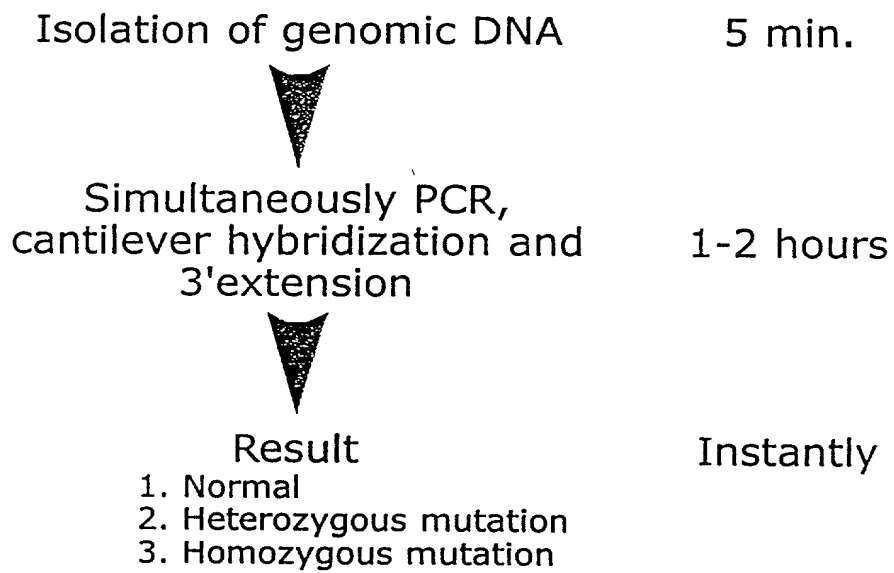 Isolation of genomic DNA 5 min.
Simultaneously PCR,
cantilever hybridization and 1-2 hours
3'extension
Result Instantly
1. Normal
2. Heterozygous mutation
3. Homozygous mutation